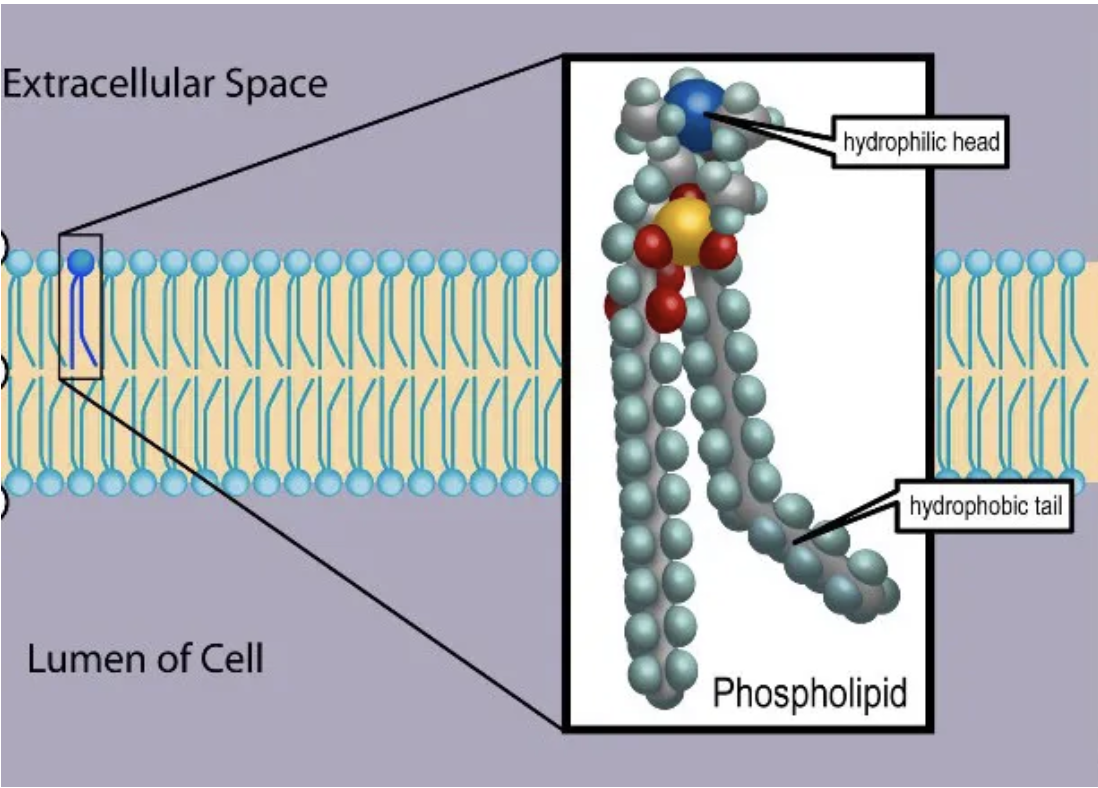 Extracellular Space
hydrophilic head
hydrophobic tail
Lumen of Cell
Phospholipid